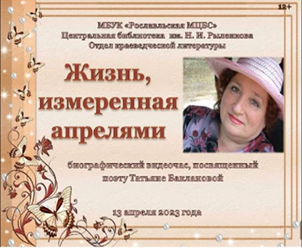 12+
МБУК «Рославльская МЦБС»
Центральная библиотека им. Н. И. Рыленкова
Отдел краеведческой литературы
Жизнь,
измеренная
апрелями
биографический видеочас, посвященный
поэту Татьяне Баклановой
13 апреля 2023 года